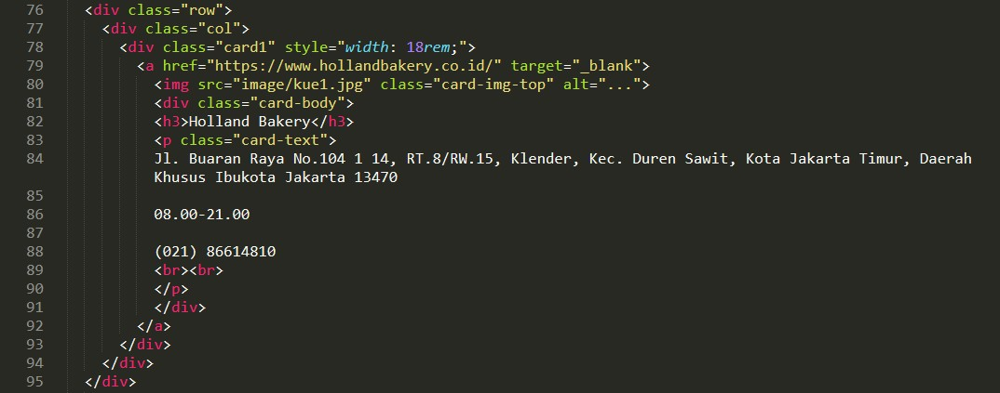 76 <div class="row">
77 <div class="col">
78 <div class="card1" style="width: 18rem;">
79 <a href="https://www.hollandbakery.co.id/" target="_blank">
80 <img src="image/kue1.jpg" class="card-img-top" alt="...">
81 <div class="card-body">
82 <h3>Holland Bakery</h3>
83 <p class="card-text">
84 Jl. Buaran Raya No.104 1 14, RT.8/RW.15, Klender, Kec. Duren Sawit, Kota Jakarta Timur, Daerah
Khusus Ibukota Jakarta 13470
85
86 08.00-21.00
87
88 (021) 86614810
89 <br><br>
90 </p>
91 </div>
92 </a>
93 </div>
94 </div>
95 </div>